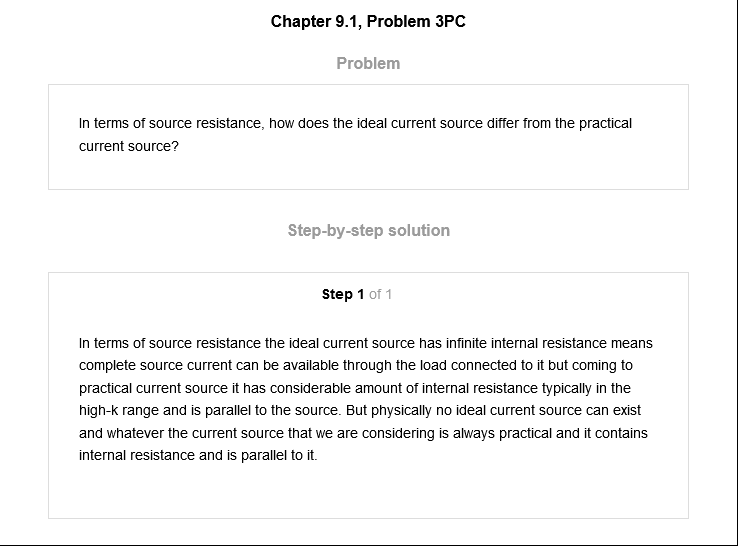 Chapter 9.1, Problem 3PC
Problem
In terms of source resistance, how does the ideal current source differ from the practical
current source?
Step-by-step solution
Step 1 of 1
In terms of source resistance the ideal current source has infinite internal resistance means
complete source current can be available through the load connected to it but coming to
practical current source it has considerable amount of internal resistance typically in the
high-k range and is parallel to the source. But physically no ideal current source can exist
and whatever the current source that we are considering is always practical and it contains
internal resistance and is parallel to it.